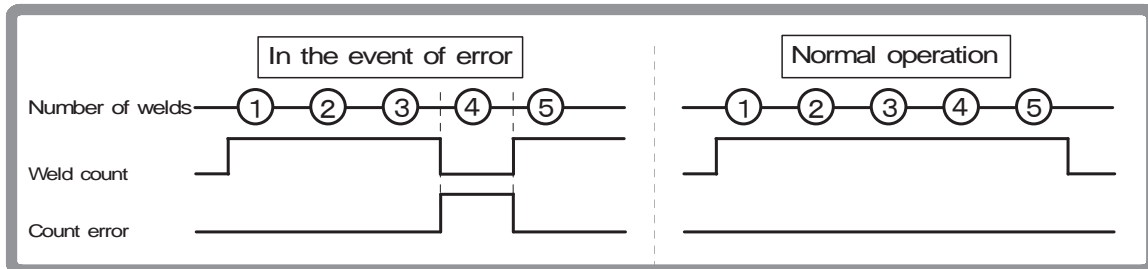 In the event of error
Normal operation
Number of welds ① ② ③ ④ ⑤ ① ② ③ ④ ⑤
Weld count
Count error